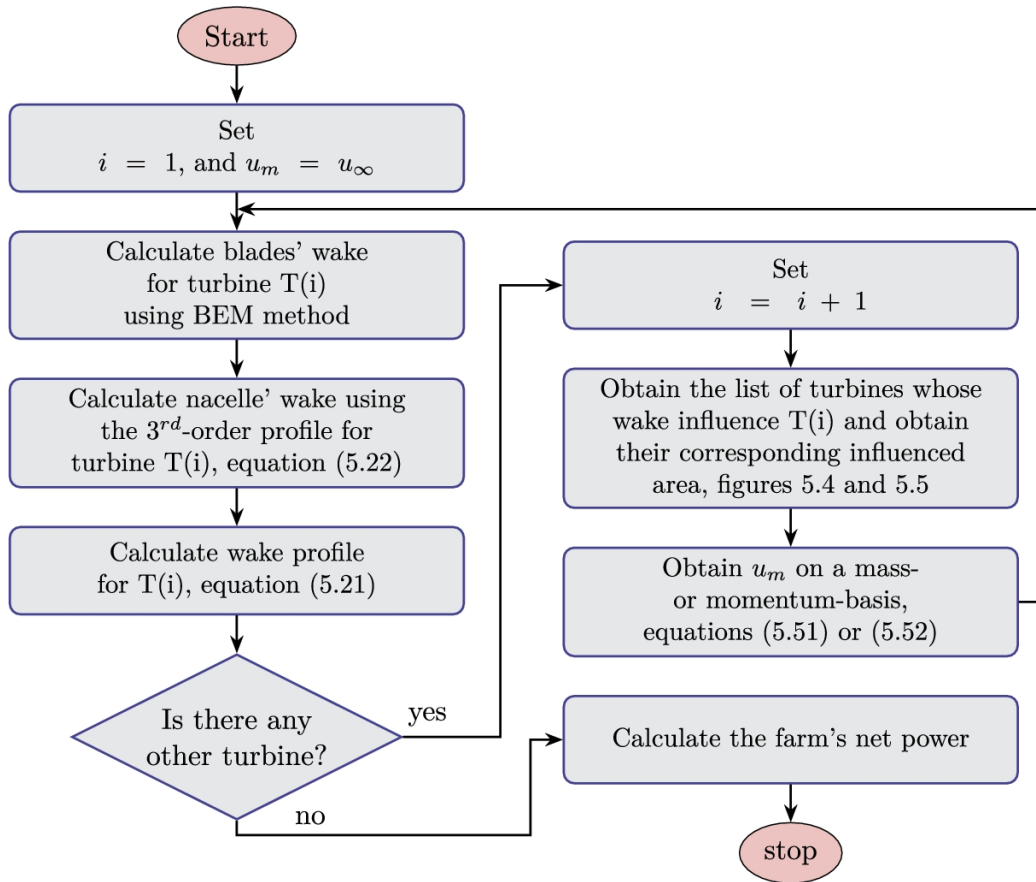 Start
Set
i = 1, and u_m = u_∞
Calculate blades' wake
for turbine T(i)
using BEM method
Calculate nacelle' wake using
the 3^{rd}-order profile for
turbine T(i), equation (5.22)
Calculate wake profile
for T(i), equation (5.21)
Is there any
other turbine?
yes
no
Set
i = i + 1
Obtain the list of turbines whose
wake influence T(i) and obtain
their corresponding influenced
area, figures 5.4 and 5.5
Obtain u_m on a mass-
or momentum-basis,
equations (5.51) or (5.52)
Calculate the farm's net power
stop